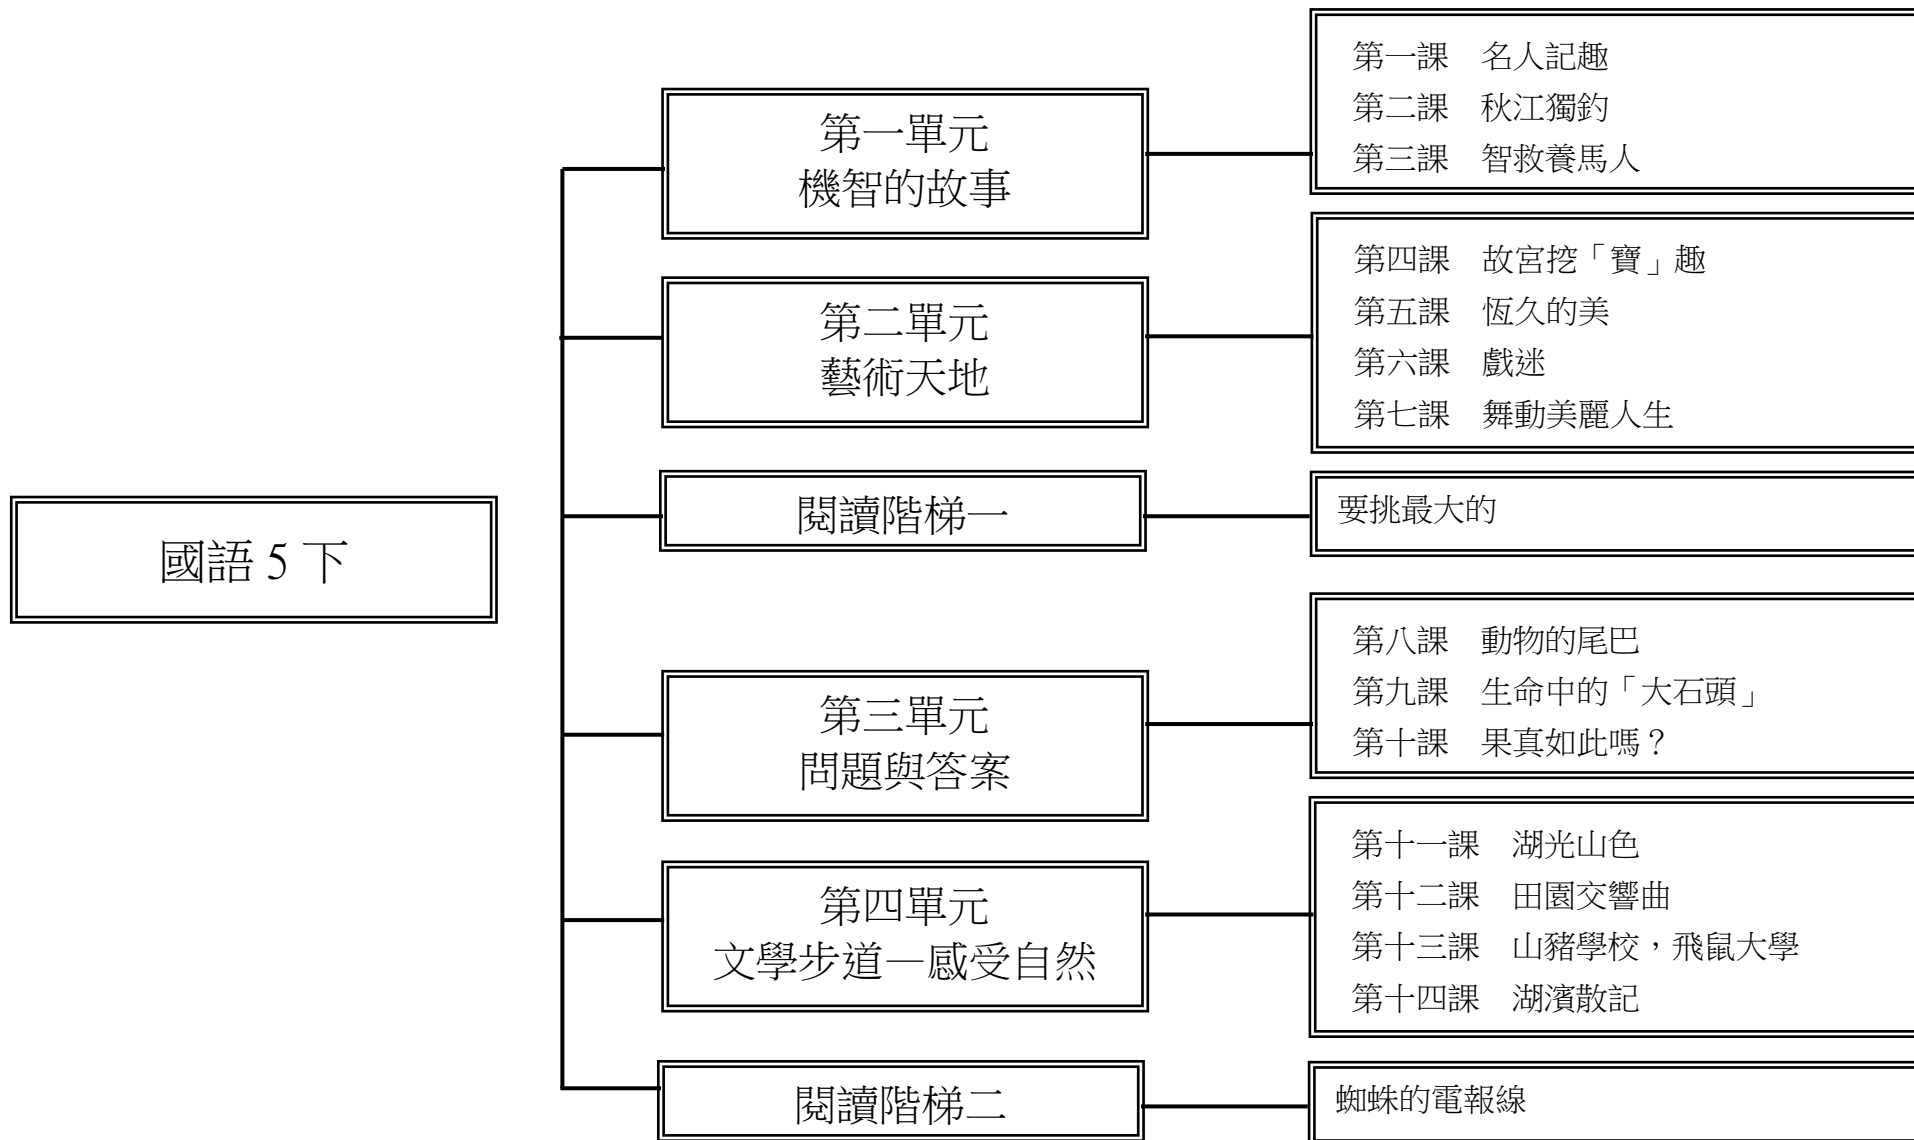 國語 5 下
第一單元
機智的故事
第一課　名人記趣
第二課　秋江獨釣
第三課　智救養馬人
第二單元
藝術天地
第四課　故宮挖「寶」趣
第五課　恆久的美
第六課　戲迷
第七課　舞動美麗人生
閱讀階梯一
要挑最大的
第三單元
問題與答案
第八課　動物的尾巴
第九課　生命中的「大石頭」
第十課　果真如此嗎？
第四單元
文學步道—感受自然
第十一課　湖光山色
第十二課　田園交響曲
第十三課　山豬學校，飛鼠大學
第十四課　湖濱散記
閱讀階梯二
蜘蛛的電報線